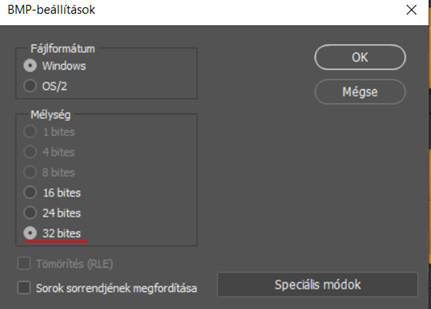 BMP-beállítások
Fájlformátum
Windows
OS/2
OK
Mégse
Mélység
1 bites
4 bites
8 bites
16 bites
24 bites
32 bites
Tömörítés (RLE)
Sorok sorrendjének megfordítása
Speciális módok